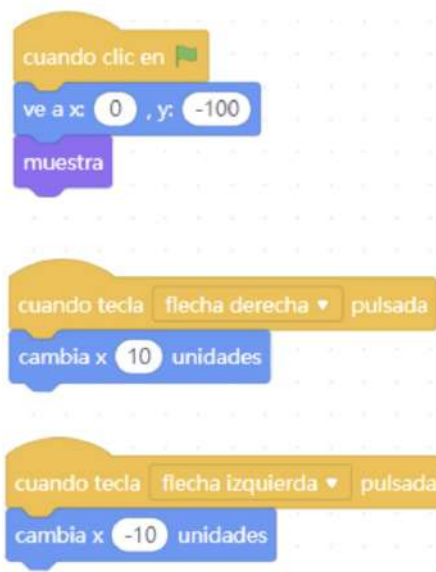 cuando clic en
ve a x: 0 , y: -100
muestra
cuando tecla flecha derecha pulsada
cambia x 10 unidades
cuando tecla flecha izquierda pulsada
cambia x -10 unidades